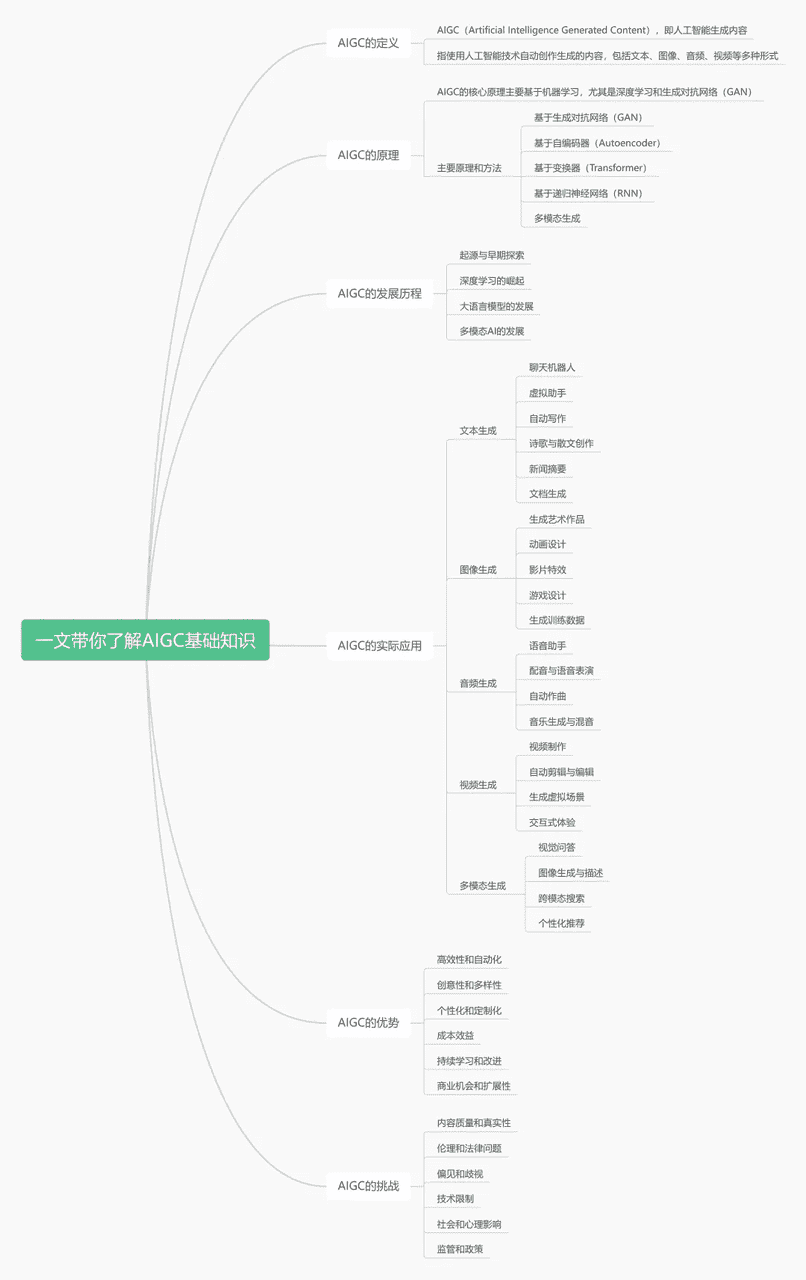 一文带你了解AIGC基础知识
AIGC的定义
AIGC（Artificial Intelligence Generated Content），即人工智能生成内容
指使用人工智能技术自动创作生成的内容，包括文本、图像、音频、视频等多种形式
AIGC的原理
AIGC的核心原理主要基于机器学习，尤其是深度学习和生成对抗网络（GAN）
主要原理和方法
基于生成对抗网络（GAN）
基于自编码器（Autoencoder）
基于变换器（Transformer）
基于递归神经网络（RNN）
多模态生成
AIGC的发展历程
起源与早期探索
深度学习的崛起
大语言模型的发展
多模态AI的发展
AIGC的实际应用
文本生成
聊天机器人
虚拟助手
自动写作
诗歌与散文创作
新闻摘要
文档生成
图像生成
生成艺术作品
动画设计
影片特效
游戏设计
生成训练数据
音频生成
语音助手
配音与语音表演
自动作曲
音乐生成与混音
视频生成
视频制作
自动剪辑与编辑
生成虚拟场景
交互式体验
多模态生成
视觉问答
图像生成与描述
跨模态搜索
个性化推荐
AIGC的优势
高效性和自动化
创意性和多样性
个性化和定制化
成本效益
持续学习和改进
商业机会和扩展性
AIGC的挑战
内容质量和真实性
伦理和法律问题
偏见和歧视
技术限制
社会和心理影响
监管和政策